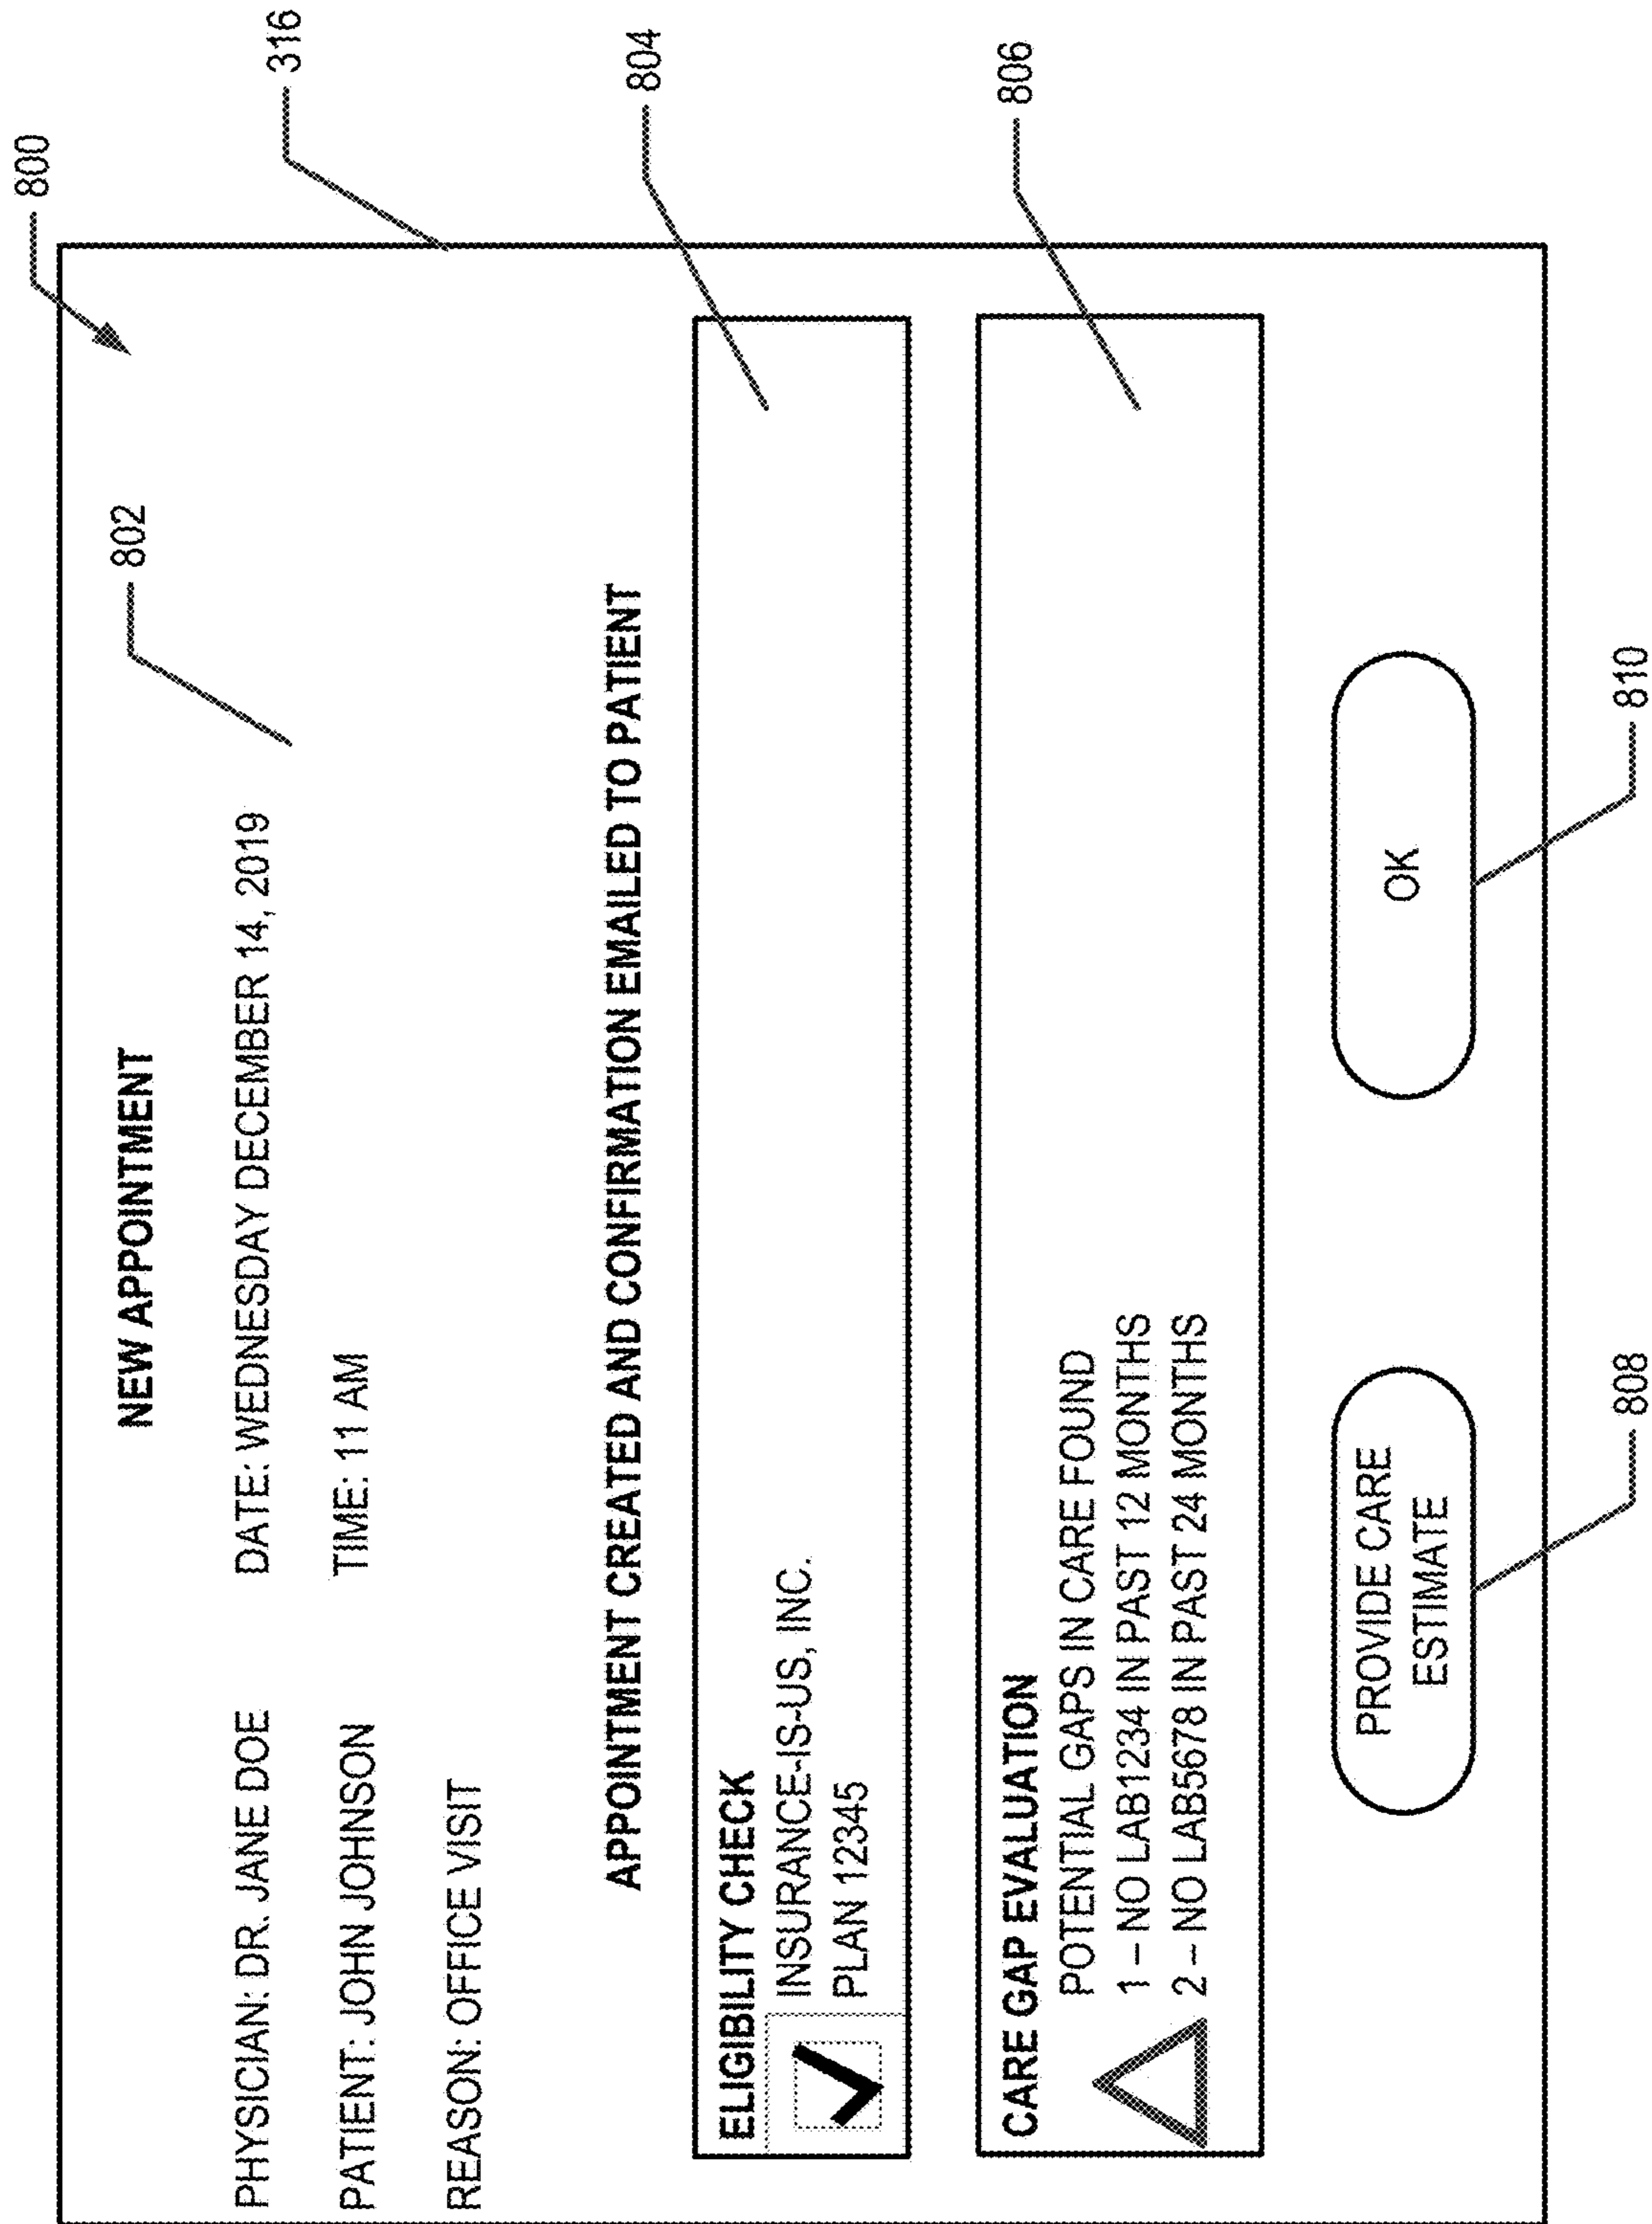 800
316
NEW APPOINTMENT
802
PHYSICIAN: DR. JANE DOE DATE: WEDNESDAY DECEMBER 14, 2019
PATIENT: JOHN JOHNSON TIME: 11 AM
REASON: OFFICE VISIT
APPOINTMENT CREATED AND CONFIRMATION EMAILED TO PATIENT
804
ELIGIBILITY CHECK
INSURANCE-IS-US, INC.
PLAN 12345
806
CARE GAP EVALUATION
POTENTIAL GAPS IN CARE FOUND
1 – NO LAB1234 IN PAST 12 MONTHS
2 – NO LAB5678 IN PAST 24 MONTHS
PROVIDE CARE
ESTIMATE
OK
808
810